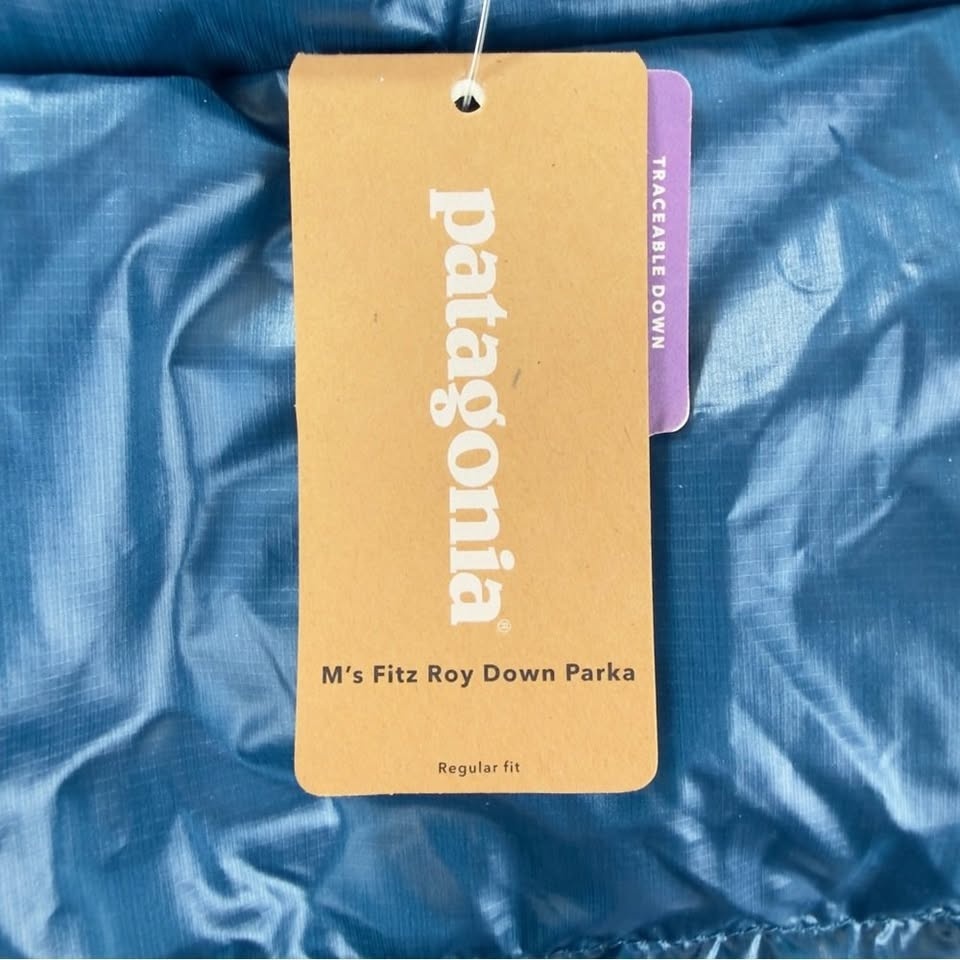 patagonia®
TRACEABLE DOWN
M's Fitz Roy Down Parka
Regular fit